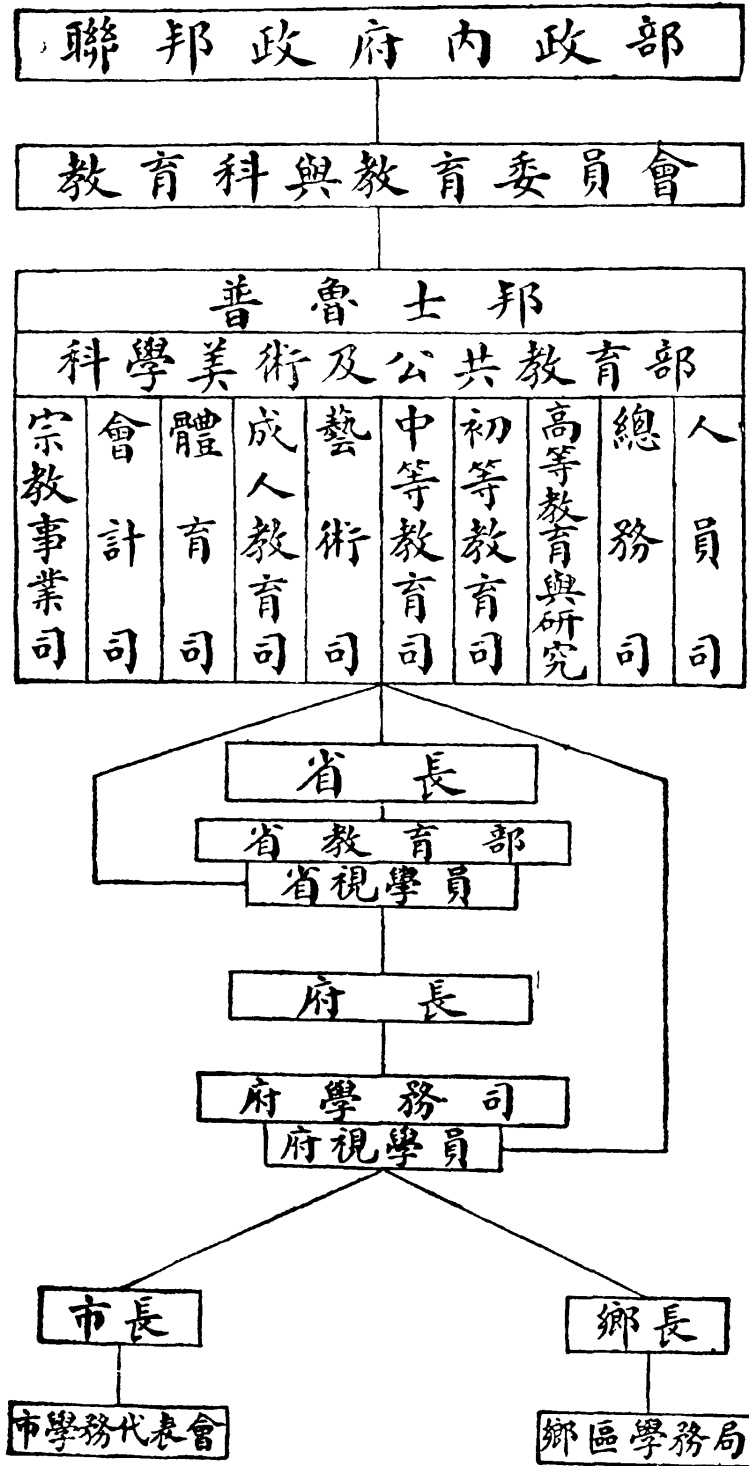 聯邦政府內政部
教育科與教育委員會
普魯士邦
科學美術及公共教育部
人員司
總務司
高等教育與研究
初等教育司
中等教育司
藝術司
成人教育司
體育司
會計司
宗教事業司
省長
省教育部
省視學員
府長
府學務司
府視學員
市長
鄉長
市學務代表會
鄉區學務局